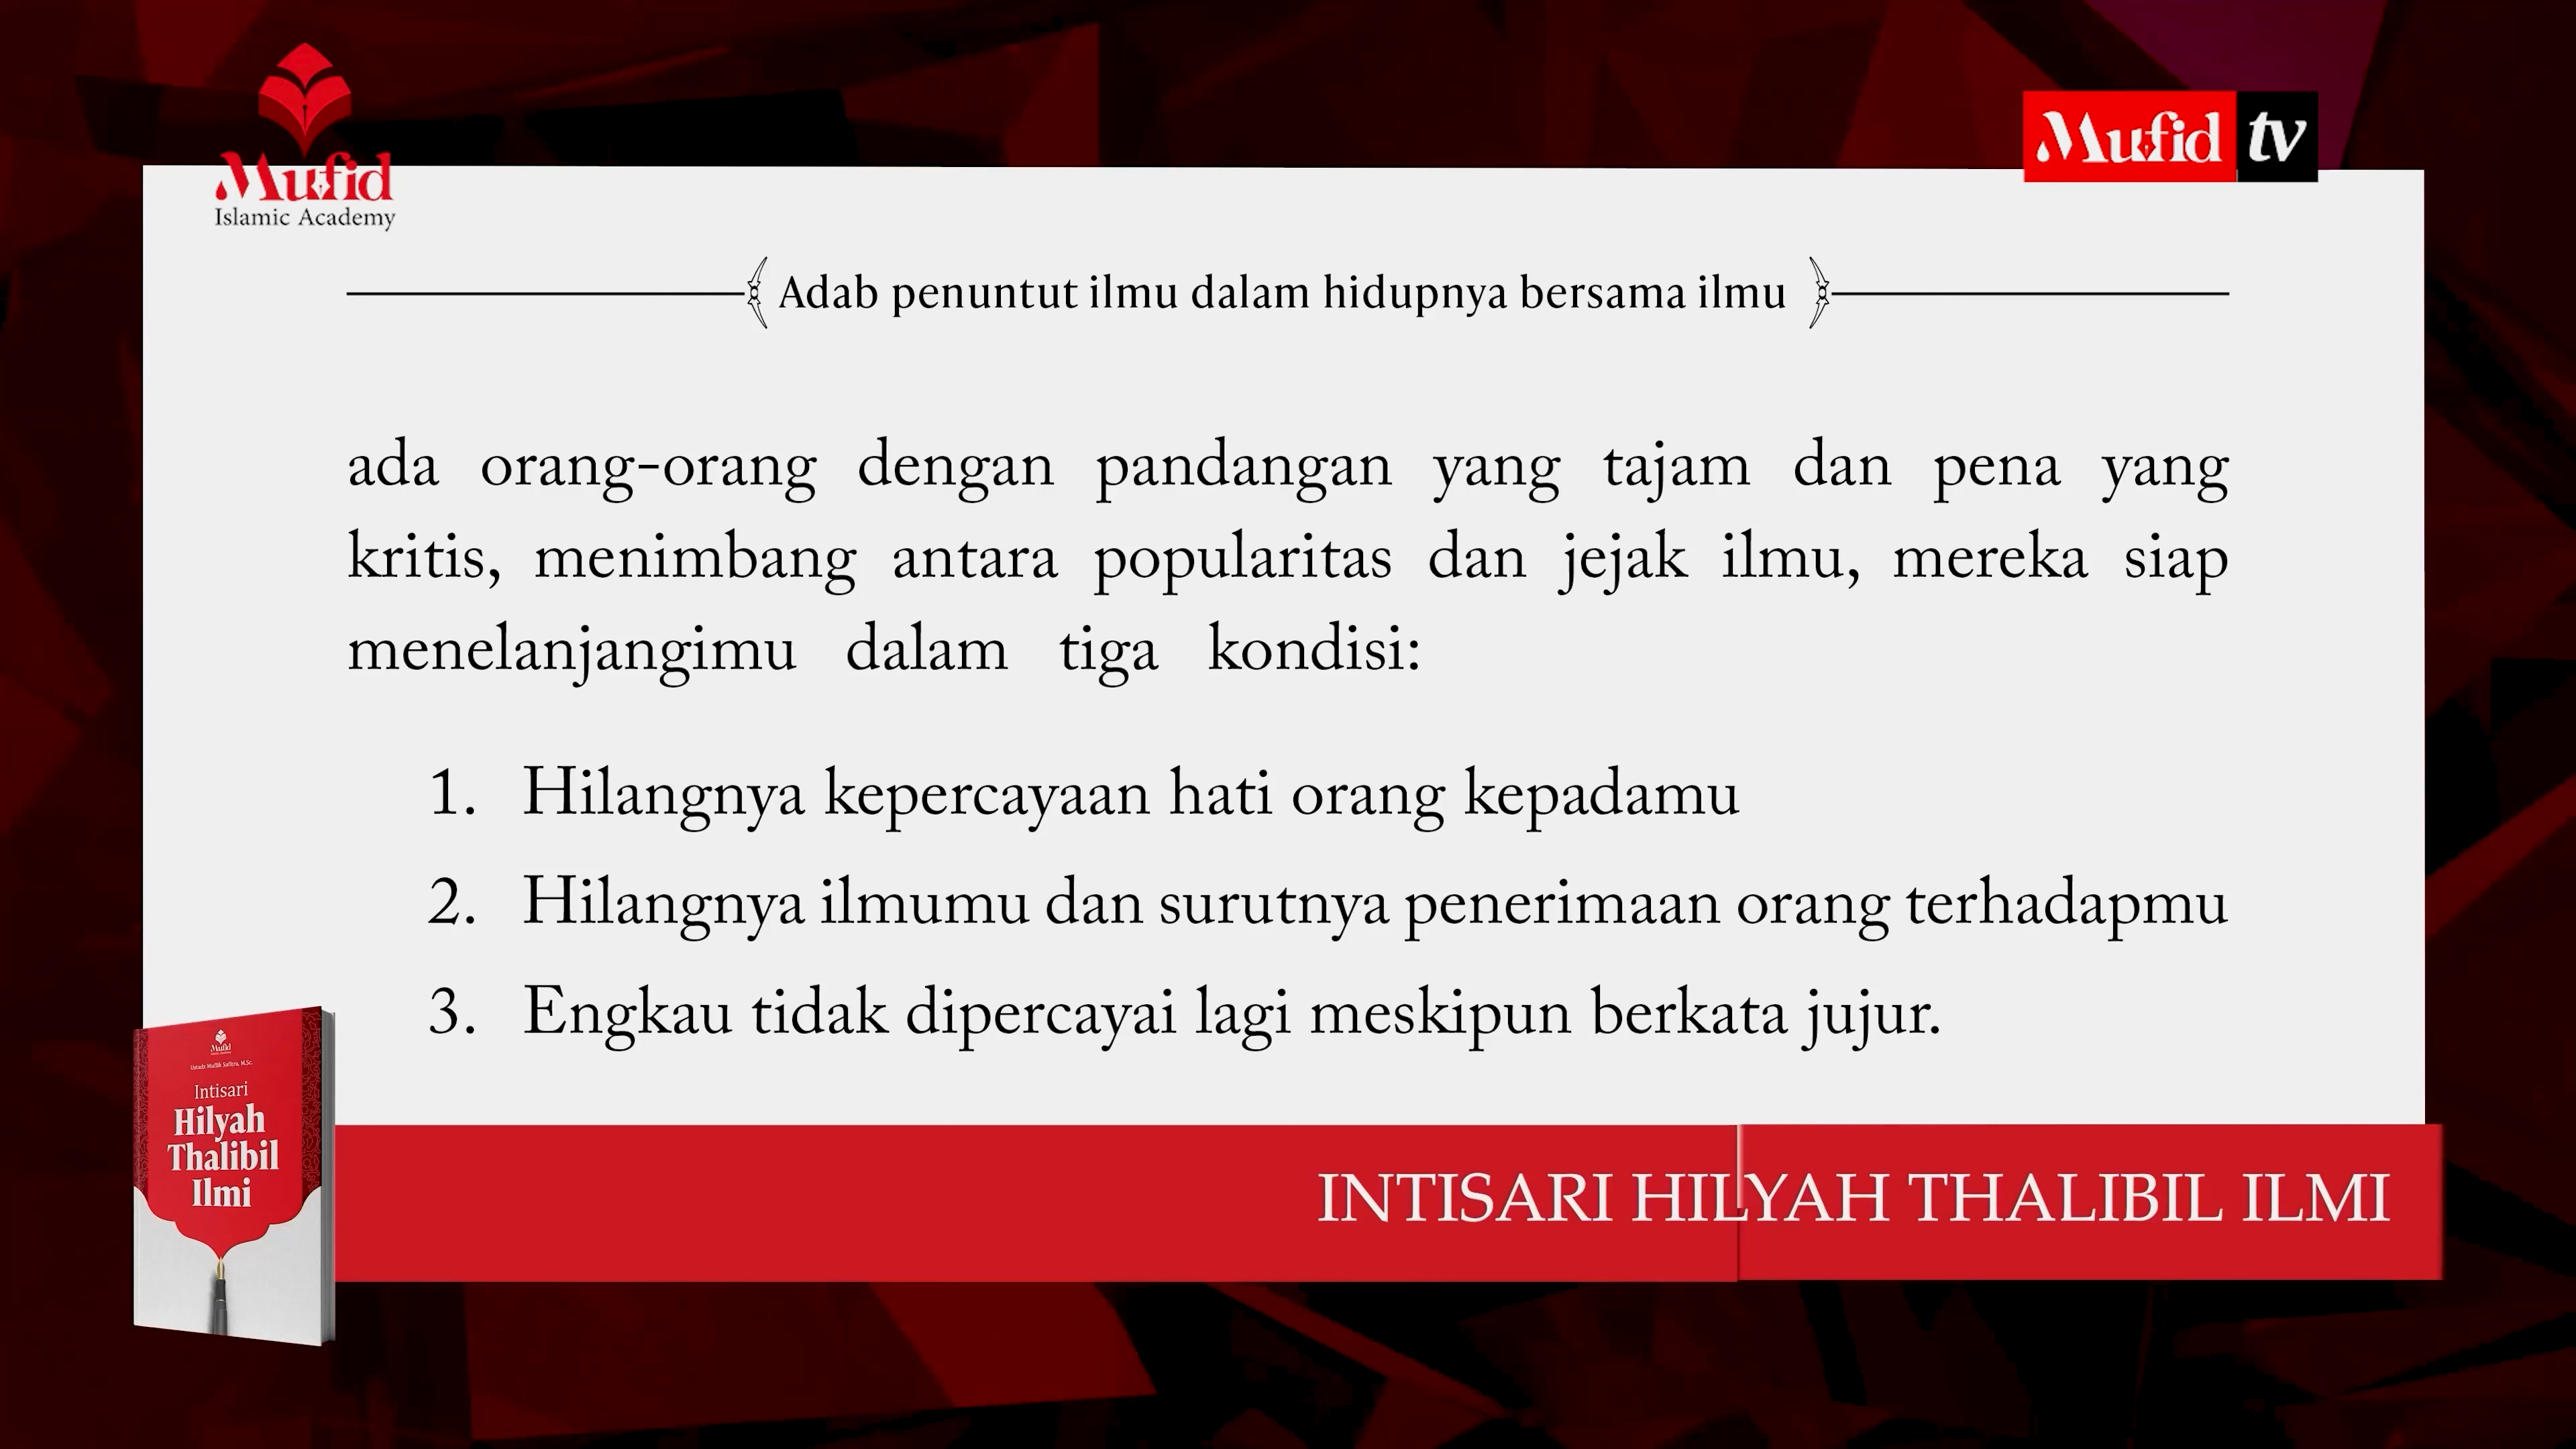 Mufid
Islamic Academy
Mufid tv
Adab penuntut ilmu dalam hidupnya bersama ilmu
ada orang-orang dengan pandangan yang tajam dan pena yang
kritis, menimbang antara popularitas dan jejak ilmu, mereka siap
menelanjangimu dalam tiga kondisi:
1. Hilangnya kepercayaan hati orang kepadamu
2. Hilangnya ilmumu dan surutnya penerimaan orang terhadapmu
3. Engkau tidak dipercayai lagi meskipun berkata jujur.
Mufid
Intisari
Hilyah
Thalibil
Ilmi
INTISARI HILYAH THALIBIL ILMI